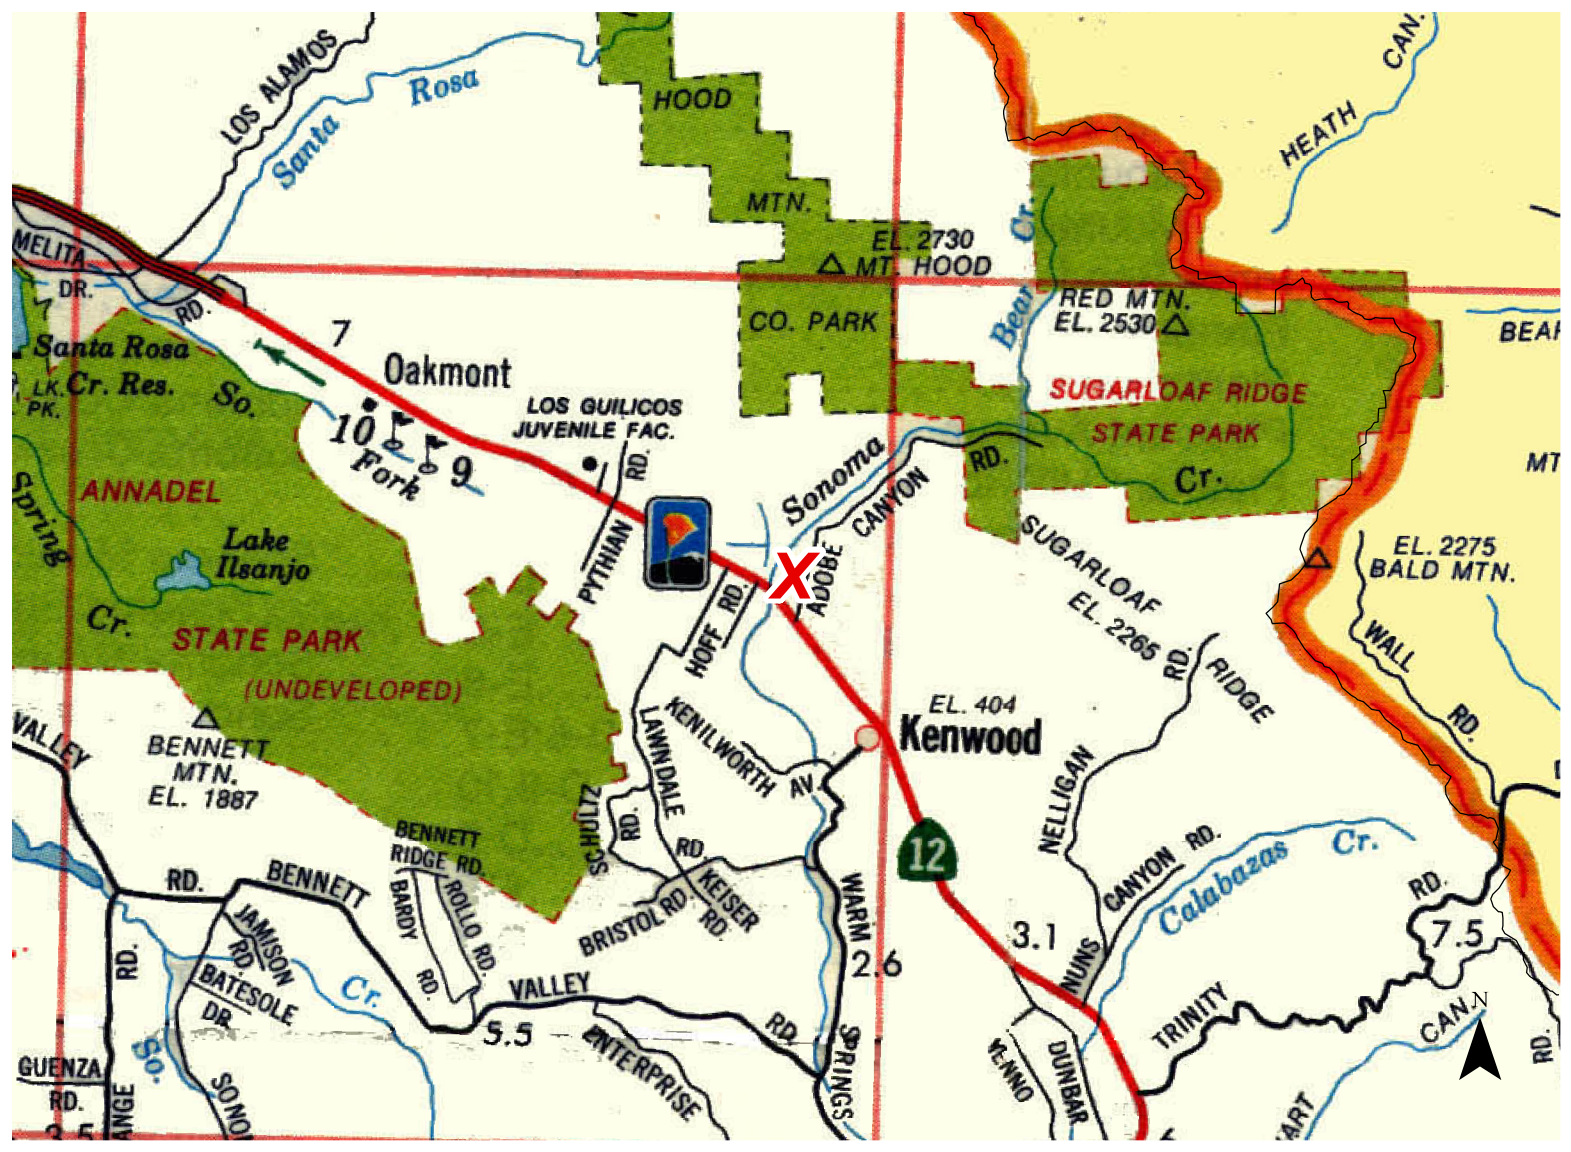 LOS ALAMOS
Santa
Rosa
HOOD
MTN.
CO. PARK
EL. 2730
MT. HOOD
HEATH
CAN.
MELITA
DR.
RD.
7
7
Oakmont
Santa Rosa
Cr. Res.
LK.
PK.
So.
Fork
10
9
LOS GUILICOS
JUVENILE FAC.
RD.
PYTHIAN
Bear
Cr.
RED MTN.
EL. 2530
SUGARLOAF RIDGE
STATE PARK
Cr.
Sonoma
RD.
CANYON
ADOBE
X
HOFF
RD.
ANNADEL
STATE PARK
(UNDEVELOPED)
Spring
Cr.
Lake
Ilsanjo
SUGARLOAF
RIDGE
EL. 2265
EL. 2275
BALD MTN.
WALL
RD.
BEAR
MT
VALLEY
BENNETT
MTN.
EL. 1887
EL. 404
Kenwood
KENILWORTH
AV.
LAWNDALE
RD.
SCHULTZ
RD.
NELLIGAN
RD.
12
BENNETT
RIDGE RD.
BARDY
RD.
ROLLO RD.
BRISTOL RD
KEISER
RD.
RD.
BENNETT
VALLEY
RD.
5.5
WARM
2.6
SPRINGS
3.1
NUNS
CANYON
RD.
Calabazas
Cr.
RD.
7.5
TRINITY
CAN.
N
RD.
JAMISON
RD.
BATESOLE
DR.
Cr.
So.
RD.
GUENZA
RD.
ANGE
SONO
ENTERPRISE
DUNBAR
ART